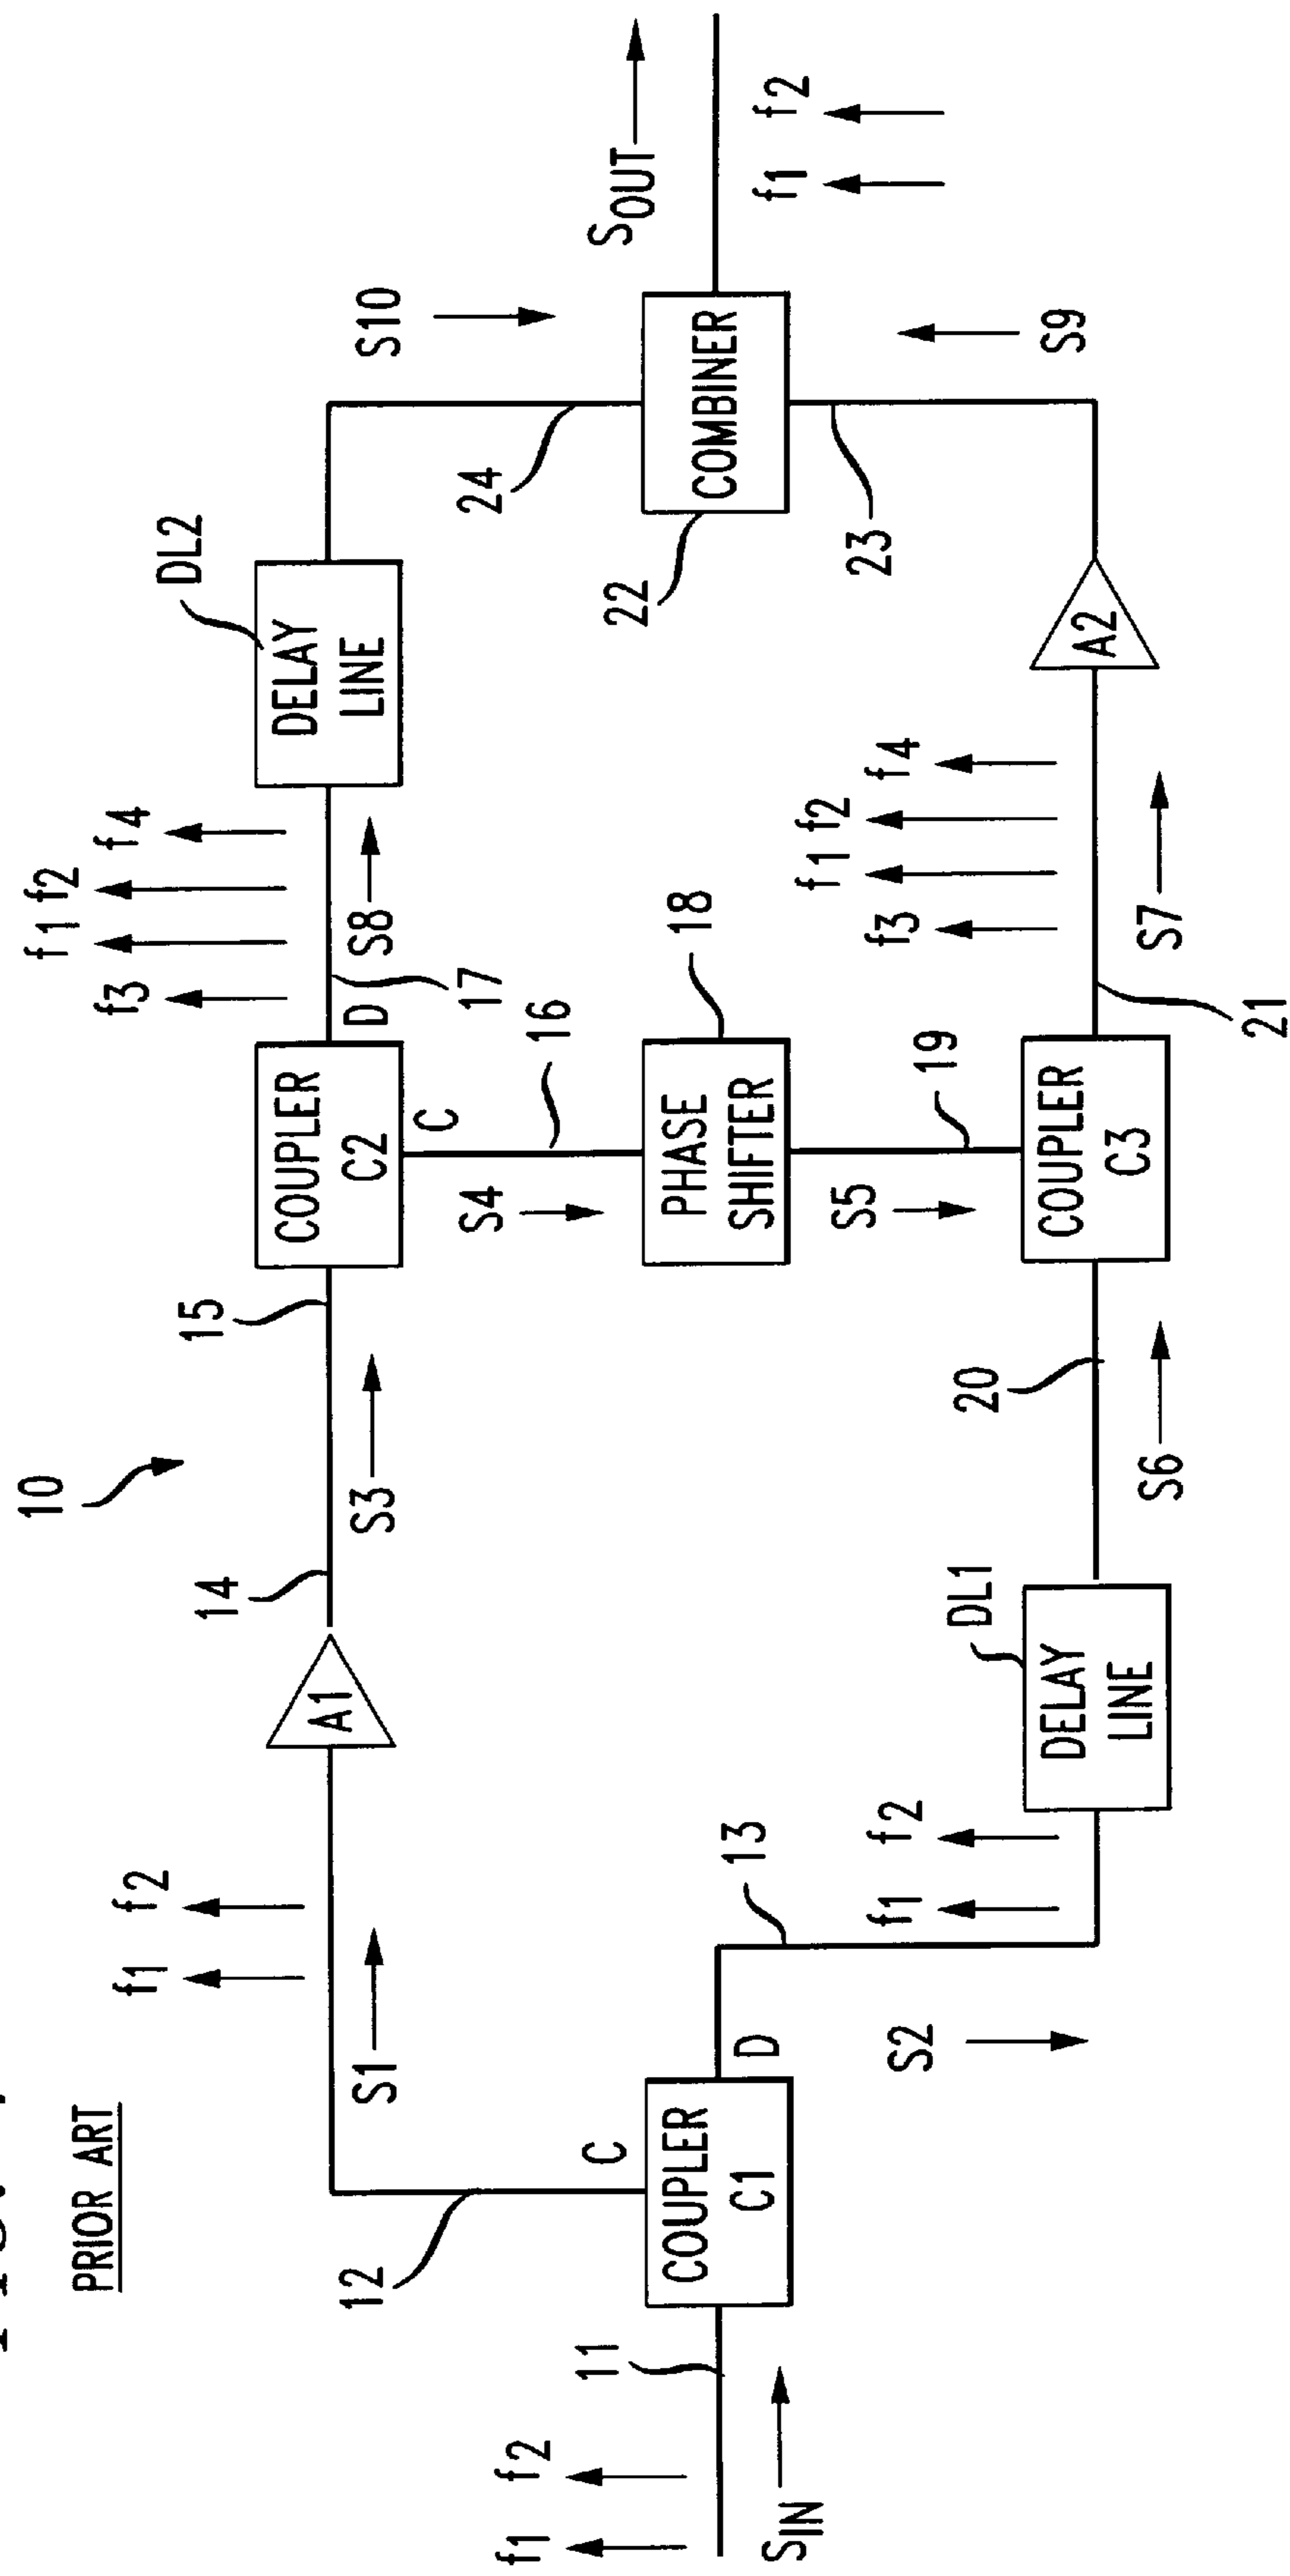 PRIOR ART
10
f1 f2
SIN
11
COUPLER
C1
C
D
12
S1
f1 f2
A1
14
S3
15
COUPLER
C2
C
D
f3 f1 f2 f4
17
S8
DELAY
LINE
DL2
24
S10
13
S2
f1 f2
DELAY
LINE
DL1
20
S6
S4
16
PHASE
SHIFTER
18
S5
19
COUPLER
C3
21
S7
f3 f1 f2 f4
A2
23
S9
COMBINER
22
SOUT
f1 f2